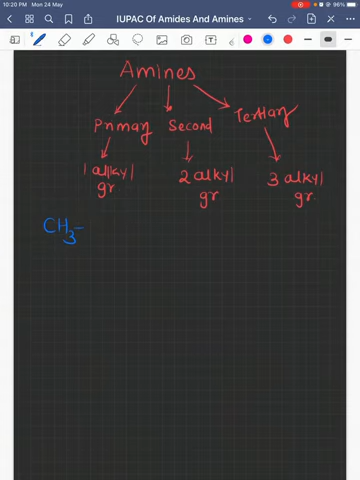 10:20 PM Mon 24 May
96%
IUPAC Of Amides And Amines
Amines
Primary Second Tertiary
1 alkyl 2 alkyl 3 alkyl
gr gr gr
CH3-